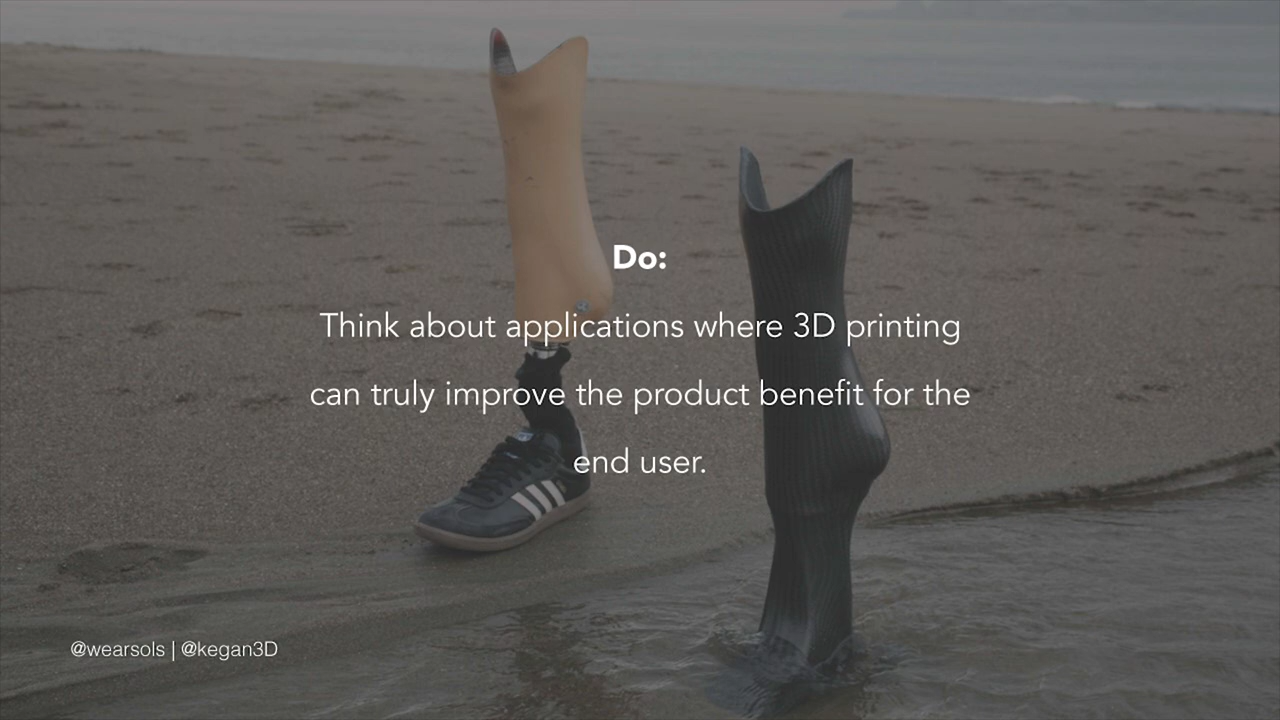 Do:
Think about applications where 3D printing
can truly improve the product benefit for the
end user.
@wearsols | @kegan3D